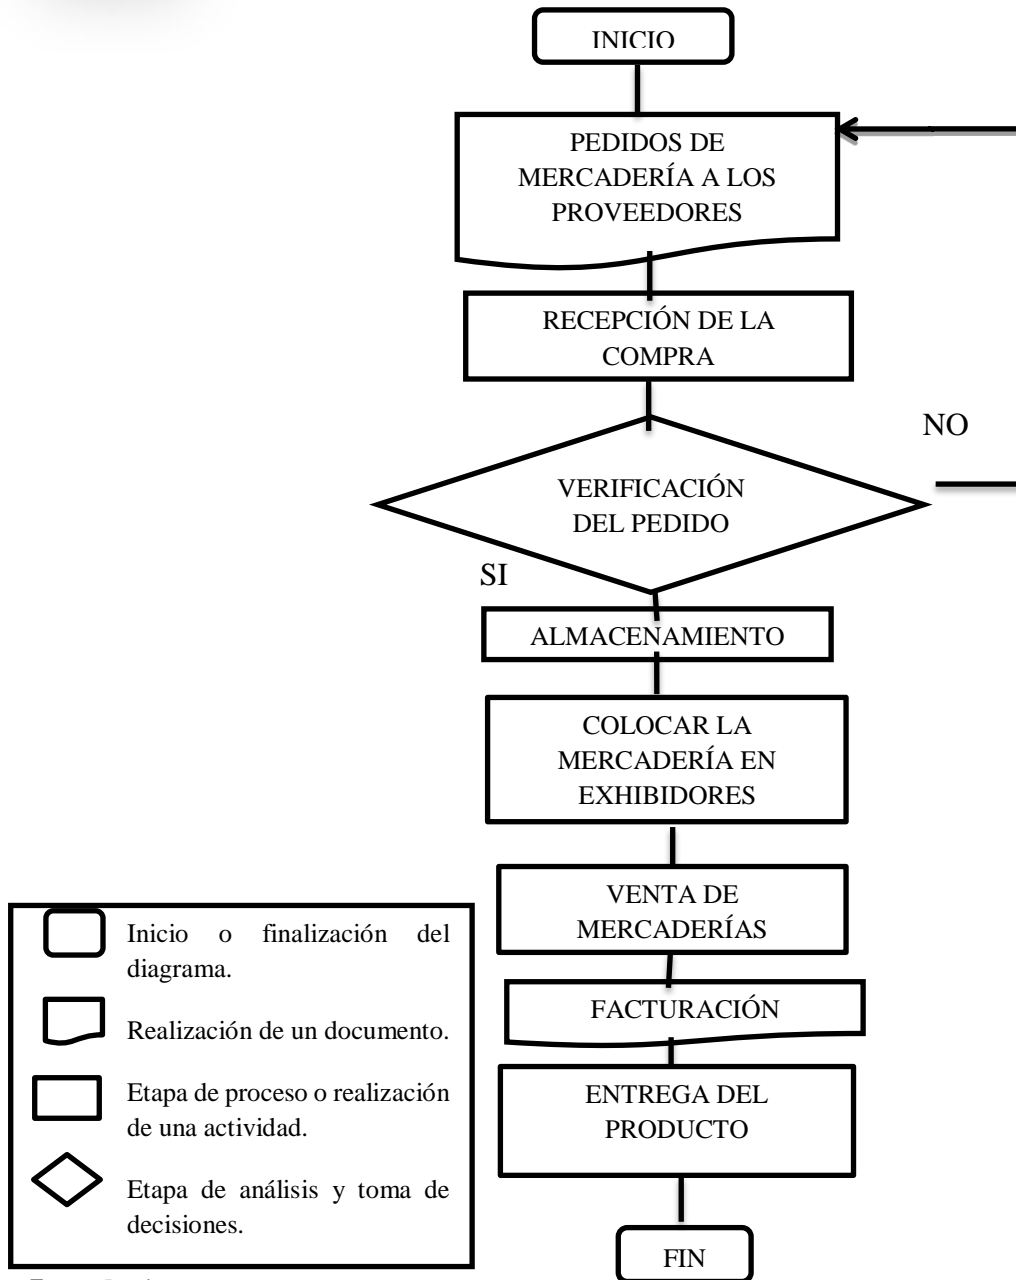 INICIO
PEDIDOS DE
MERCADERÍA A LOS
PROVEEDORES
RECEPCIÓN DE LA
COMPRA
NO
VERIFICACIÓN
DEL PEDIDO
SI
ALMACENAMIENTO
COLOCAR LA
MERCADERÍA EN
EXHIBIDORES
VENTA DE
MERCADERÍAS
FACTURACIÓN
ENTREGA DEL
PRODUCTO
FIN
Inicio o finalización del
diagrama.
Realización de un documento.
Etapa de proceso o realización
de una actividad.
Etapa de análisis y toma de
decisiones.